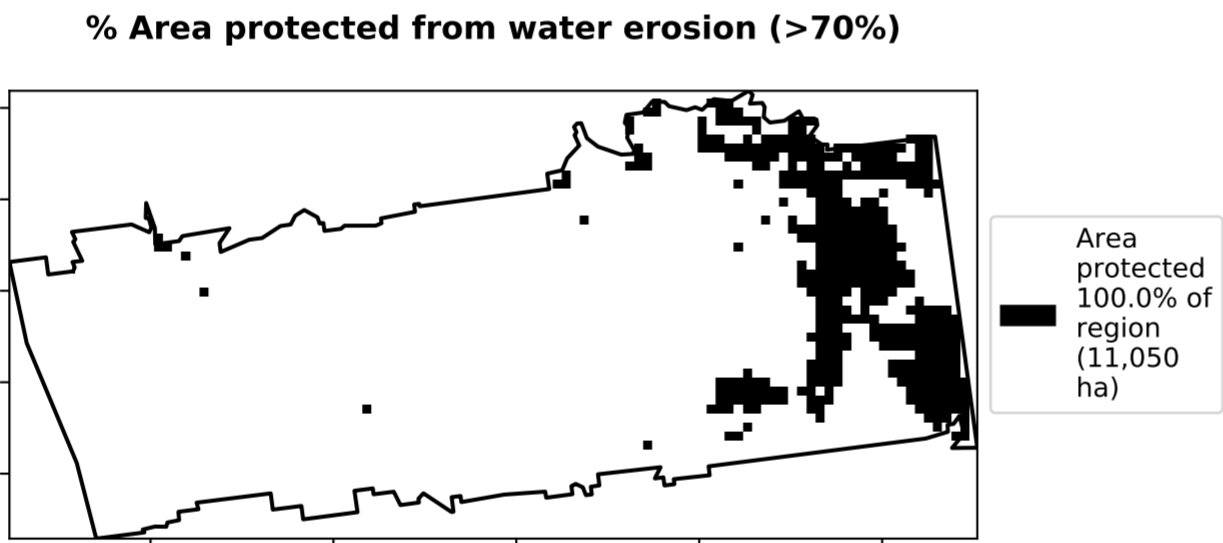 % Area protected from water erosion (>70%)
Area
protected
100.0% of
region
(11,050
ha)